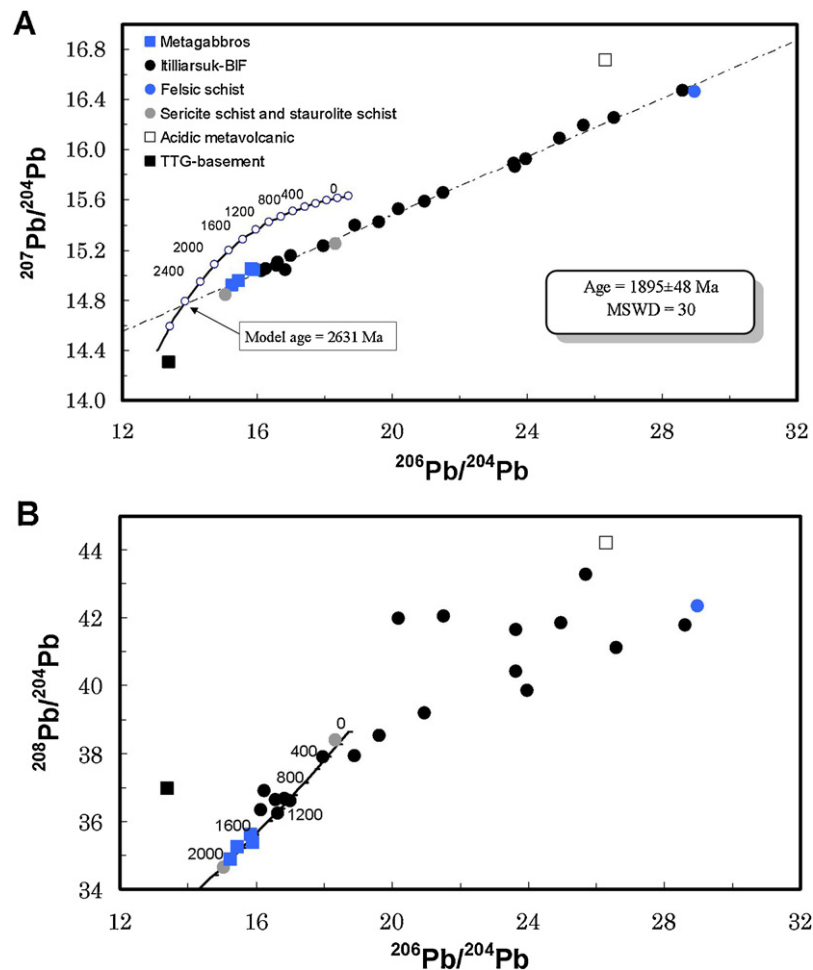 A
Metagabbros
Itilliarsuk-BIF
Felsic schist
Sericite schist and staurolite schist
Acidic metavolcanic
TTG-basement
16.8
16.4
16.0
15.6
15.2
14.8
14.4
14.0
207Pb/204Pb
0
400
800
1200
1600
2000
2400
Age = 1895±48 Ma
MSWD = 30
Model age = 2631 Ma
12 16 20 24 28 32
206Pb/204Pb
B
44
42
40
38
36
34
208Pb/204Pb
0
400
800
1200
1600
2000
12 16 20 24 28 32
206Pb/204Pb